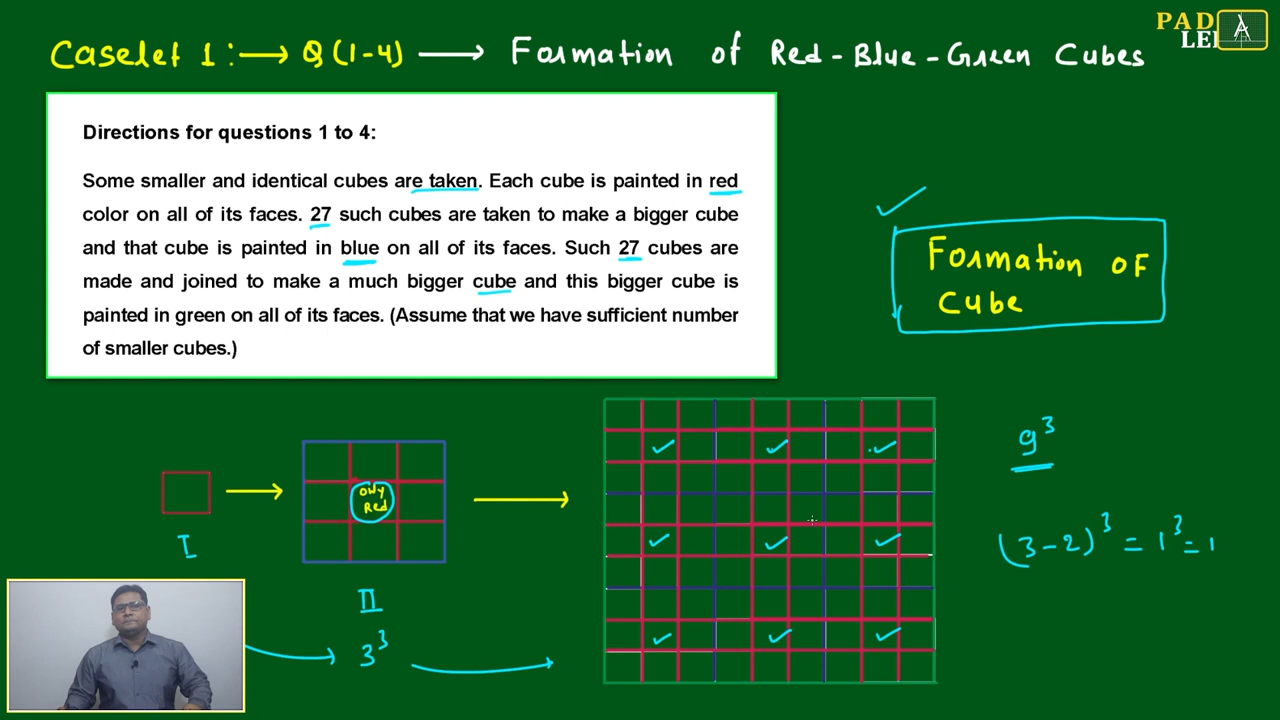 Caselet 1: → Q (1-4) → Formation of Red-Blue-Green Cubes
PAD
LEI
Directions for questions 1 to 4:
Some smaller and identical cubes are taken. Each cube is painted in red
color on all of its faces. 27 such cubes are taken to make a bigger cube
and that cube is painted in blue on all of its faces. Such 27 cubes are
made and joined to make a much bigger cube and this bigger cube is
painted in green on all of its faces. (Assume that we have sufficient number
of smaller cubes.)
Formation OF
Cube
Only
Red
I
II
3³
9³
(3-2)³ = 1³ = 1